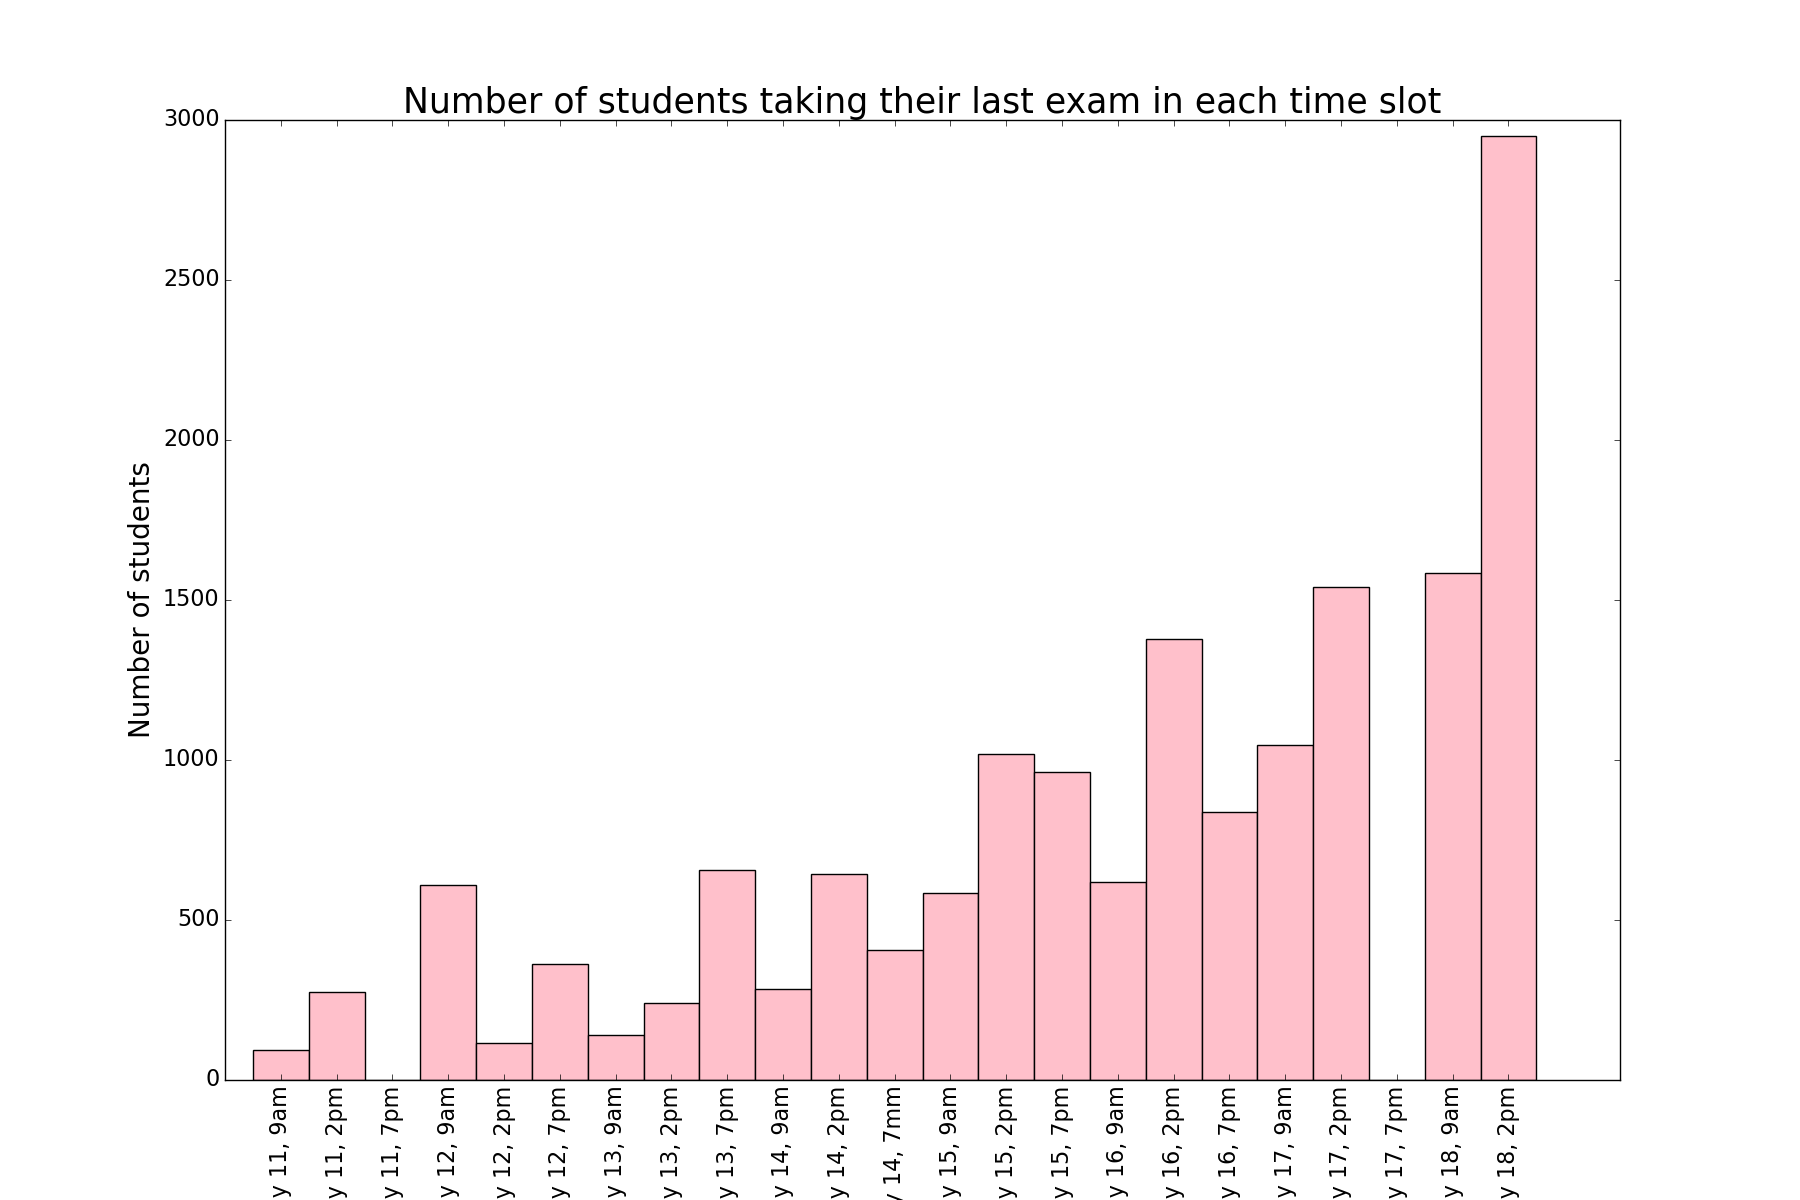 Number of students taking their last exam in each time slot
3000
2500
2000
1500
1000
500
0
Number of students
y 11, 9am
y 11, 2pm
y 11, 7pm
y 12, 9am
y 12, 2pm
y 12, 7pm
y 13, 9am
y 13, 2pm
y 13, 7pm
y 14, 9am
y 14, 2pm
y 14, 7mm
y 15, 9am
y 15, 2pm
y 15, 7pm
y 16, 9am
y 16, 2pm
y 16, 7pm
y 17, 9am
y 17, 2pm
y 17, 7pm
y 18, 9am
y 18, 2pm